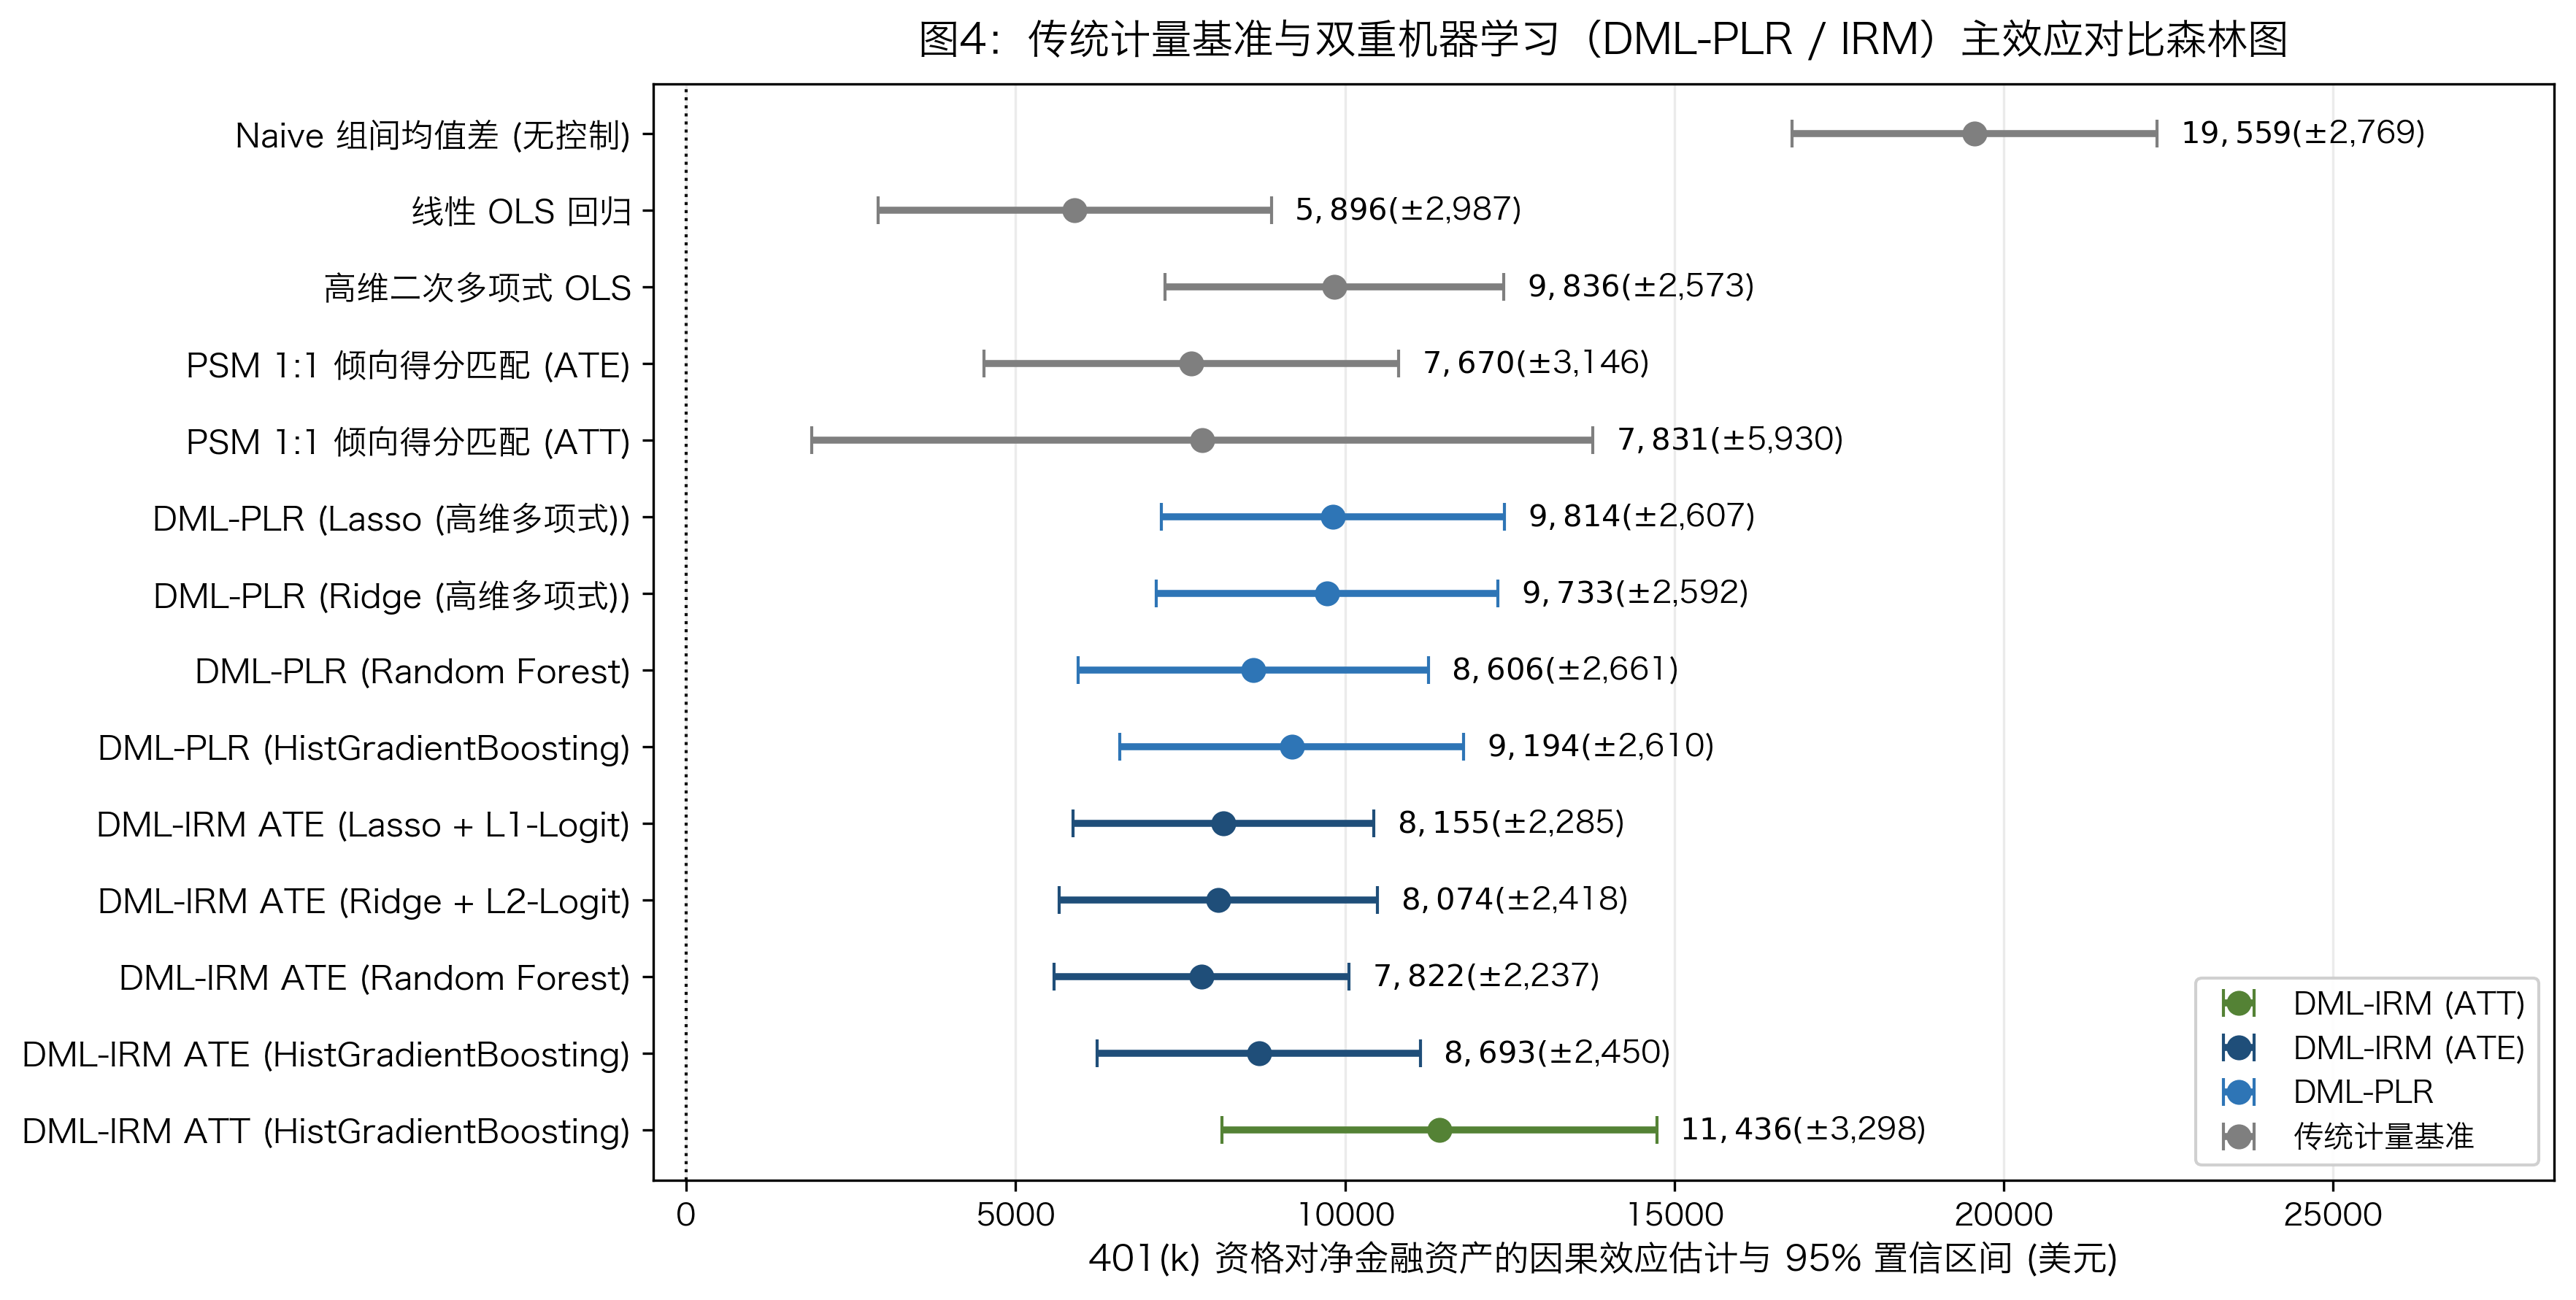 图4：传统计量基准与双重机器学习（DML-PLR / IRM）主效应对比森林图
Naive 组间均值差 (无控制) 19,559(±2,769)
线性 OLS 回归 5,896(±2,987)
高维二次多项式 OLS 9,836(±2,573)
PSM 1:1 倾向得分匹配 (ATE) 7,670(±3,146)
PSM 1:1 倾向得分匹配 (ATT) 7,831(±5,930)
DML-PLR (Lasso (高维多项式)) 9,814(±2,607)
DML-PLR (Ridge (高维多项式)) 9,733(±2,592)
DML-PLR (Random Forest) 8,606(±2,661)
DML-PLR (HistGradientBoosting) 9,194(±2,610)
DML-IRM ATE (Lasso + L1-Logit) 8,155(±2,285)
DML-IRM ATE (Ridge + L2-Logit) 8,074(±2,418)
DML-IRM ATE (Random Forest) 7,822(±2,237)
DML-IRM ATE (HistGradientBoosting) 8,693(±2,450)
DML-IRM ATT (HistGradientBoosting) 11,436(±3,298)
DML-IRM (ATT)
DML-IRM (ATE)
DML-PLR
传统计量基准
0 5000 10000 15000 20000 25000
401(k) 资格对净金融资产的因果效应估计与 95% 置信区间 (美元)